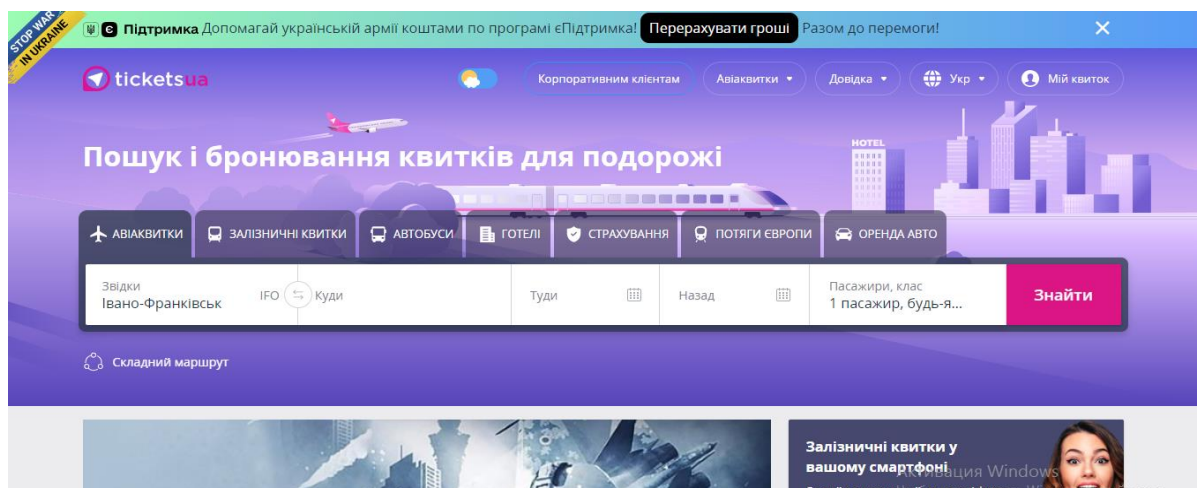 STOP WAR
IN UKRAINE
Є Підтримка Допомагай українській армії коштами по програмі єПідтримка! Перерахувати гроші Разом до перемоги!
ticketsua
Корпоративним клієнтам
Авіаквитки
Довідка
Укр
Мій квиток
Пошук і бронювання квитків для подорожі
HOTEL
АВІАКВИТКИ
ЗАЛІЗНИЧНІ КВИТКИ
АВТОБУСИ
ГОТЕЛІ
СТРАХУВАННЯ
ПОТЯГИ ЄВРОПИ
ОРЕНДА АВТО
Звідки
Івано-Франківськ
IFO
Куди
Туди
Назад
Пасажири, клас
1 пасажир, будь-я...
Знайти
Складний маршрут
Залізничні квитки у
вашому смартфоні
Активация Windows